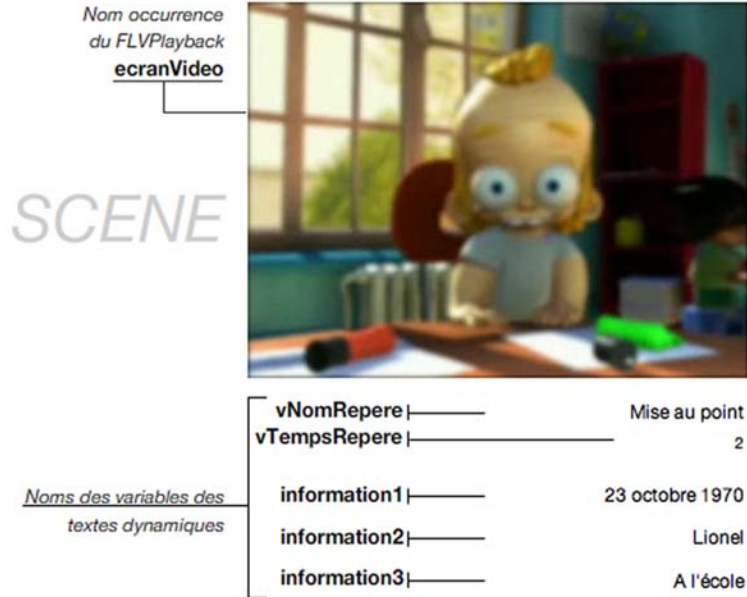 Nom occurrence
du FLVPlayback
ecranVideo
SCENE
vNomRepere Mise au point
vTempsRepere 2
Noms des variables des
textes dynamiques
information1 23 octobre 1970
information2 Lionel
information3 A l'école